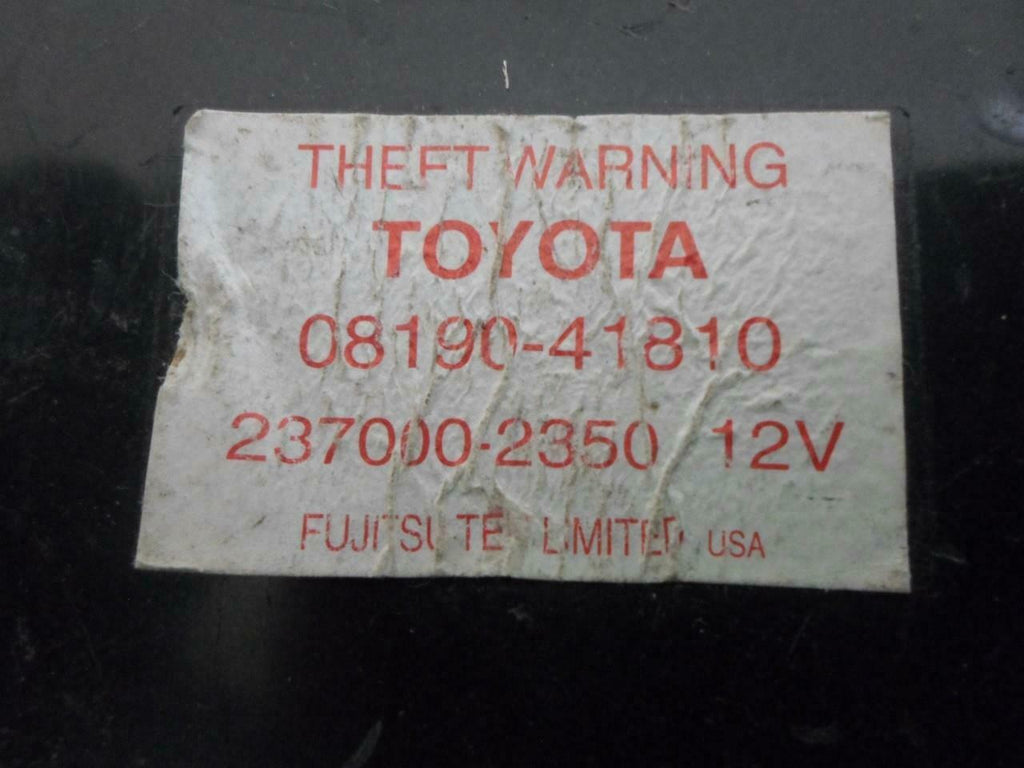 THEFT WARNING
TOYOTA
08190-41810
237000-2350 12V
FUJITSU TEN LIMITED USA